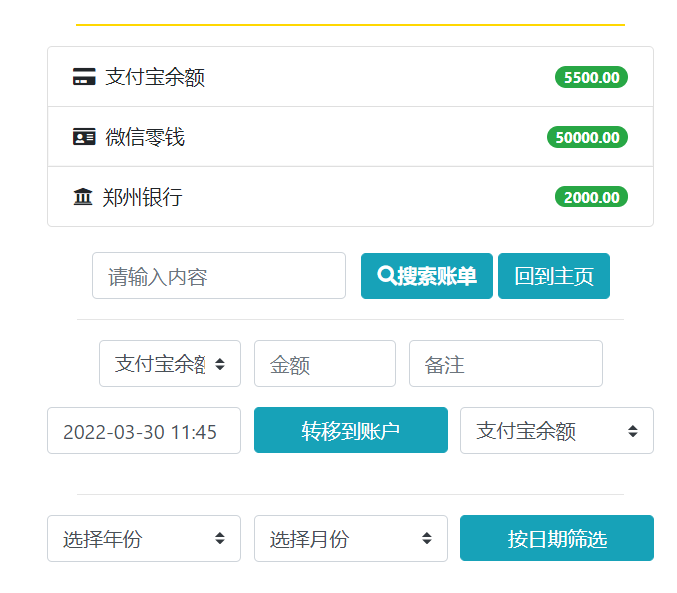 支付宝余额 5500.00
微信零钱 50000.00
郑州银行 2000.00
请输入内容 搜索账单 回到主页
支付宝余额 金额 备注
2022-03-30 11:45 转移到账户 支付宝余额
选择年份 选择月份 按日期筛选